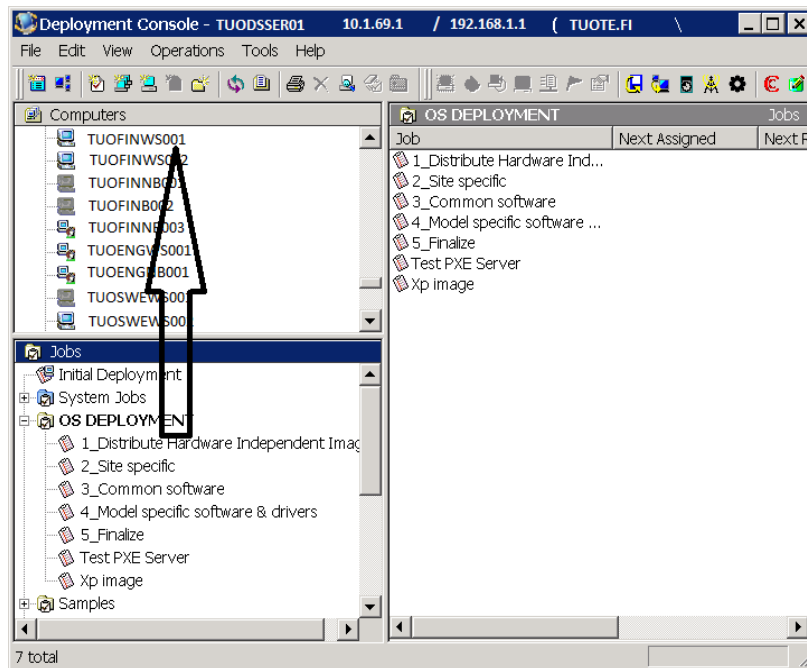 Deployment Console - TUODSSER01 10.1.69.1 / 192.168.1.1 ( TUOTE.FI \
File Edit View Operations Tools Help
Computers
TUOFINWS001
TUOFINWS002
TUOFINNB001
TUOFINB002
TUOFINNB003
TUOENGWS001
TUOENGNB001
TUOSWEWS001
TUOSWEWS001
Jobs
Initial Deployment
System Jobs
OS DEPLOYMENT
1_Distribute Hardware Independent Imag
2_Site specific
3_Common software
4_Model specific software & drivers
5_Finalize
Test PXE Server
Xp image
Samples
OS DEPLOYMENT Jobs
Job Next Assigned Next R
1_Distribute Hardware Ind...
2_Site specific
3_Common software
4_Model specific software ...
5_Finalize
Test PXE Server
Xp image
7 total